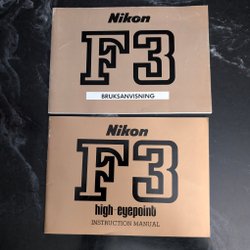 Nikon
F3
BRUKSANVISNING
Nikon
F3
high-eyepoint
INSTRUCTION MANUAL